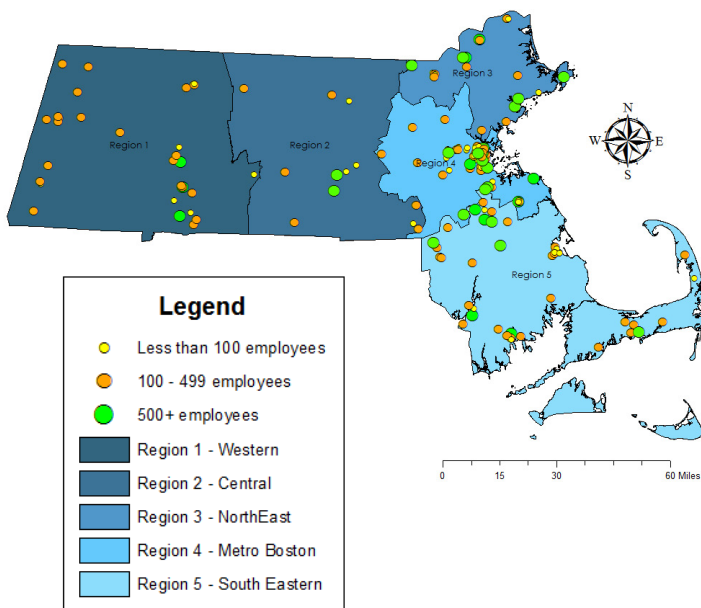 Region 3
N
W E
S
Region 1
Region 2
Region 4
Region 5
Legend
Less than 100 employees
100 - 499 employees
500+ employees
Region 1 - Western
Region 2 - Central
Region 3 - NorthEast
Region 4 - Metro Boston
Region 5 - South Eastern
0 15 30 60 Miles